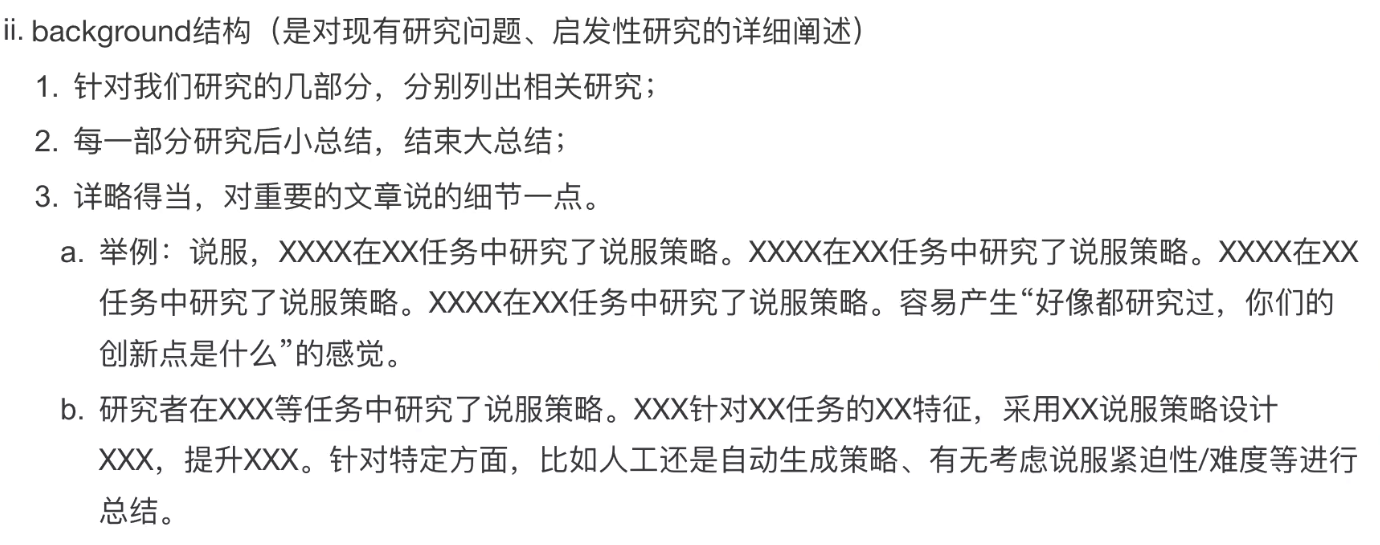 ii. background结构（是对现有研究问题、启发性研究的详细阐述）
1. 针对我们研究的几部分，分别列出相关研究；
2. 每一部分研究后小总结，结束大总结；
3. 详略得当，对重要的文章说的细节一点。
a. 举例：说服，XXXX在XX任务中研究了说服策略。XXXX在XX任务中研究了说服策略。XXXX在XX
任务中研究了说服策略。XXXX在XX任务中研究了说服策略。容易产生“好像都研究过，你们的
创新点是什么”的感觉。
b. 研究者在XXX等任务中研究了说服策略。XXX针对XX任务的XX特征，采用XX说服策略设计
XXX，提升XXX。针对特定方面，比如人工还是自动生成策略、有无考虑说服紧迫性/难度等进行
总结。